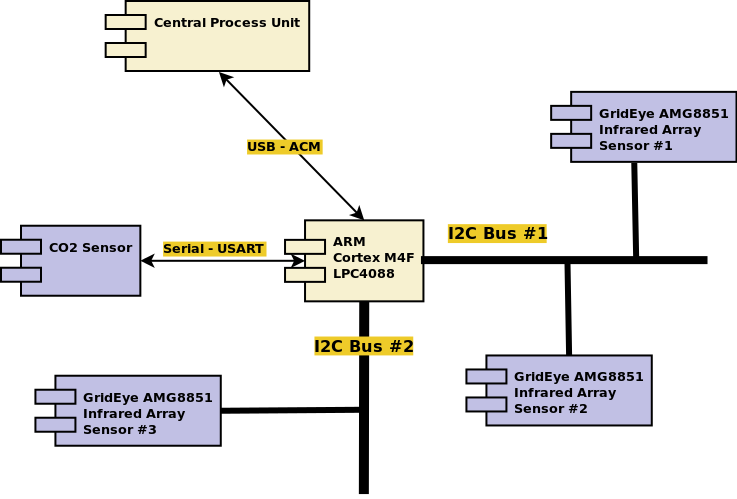 Central Process Unit
GridEye AMG8851
Infrared Array
Sensor #1
USB - ACM
I2C Bus #1
CO2 Sensor
Serial - USART
ARM
Cortex M4F
LPC4088
I2C Bus #2
GridEye AMG8851
Infrared Array
Sensor #2
GridEye AMG8851
Infrared Array
Sensor #3